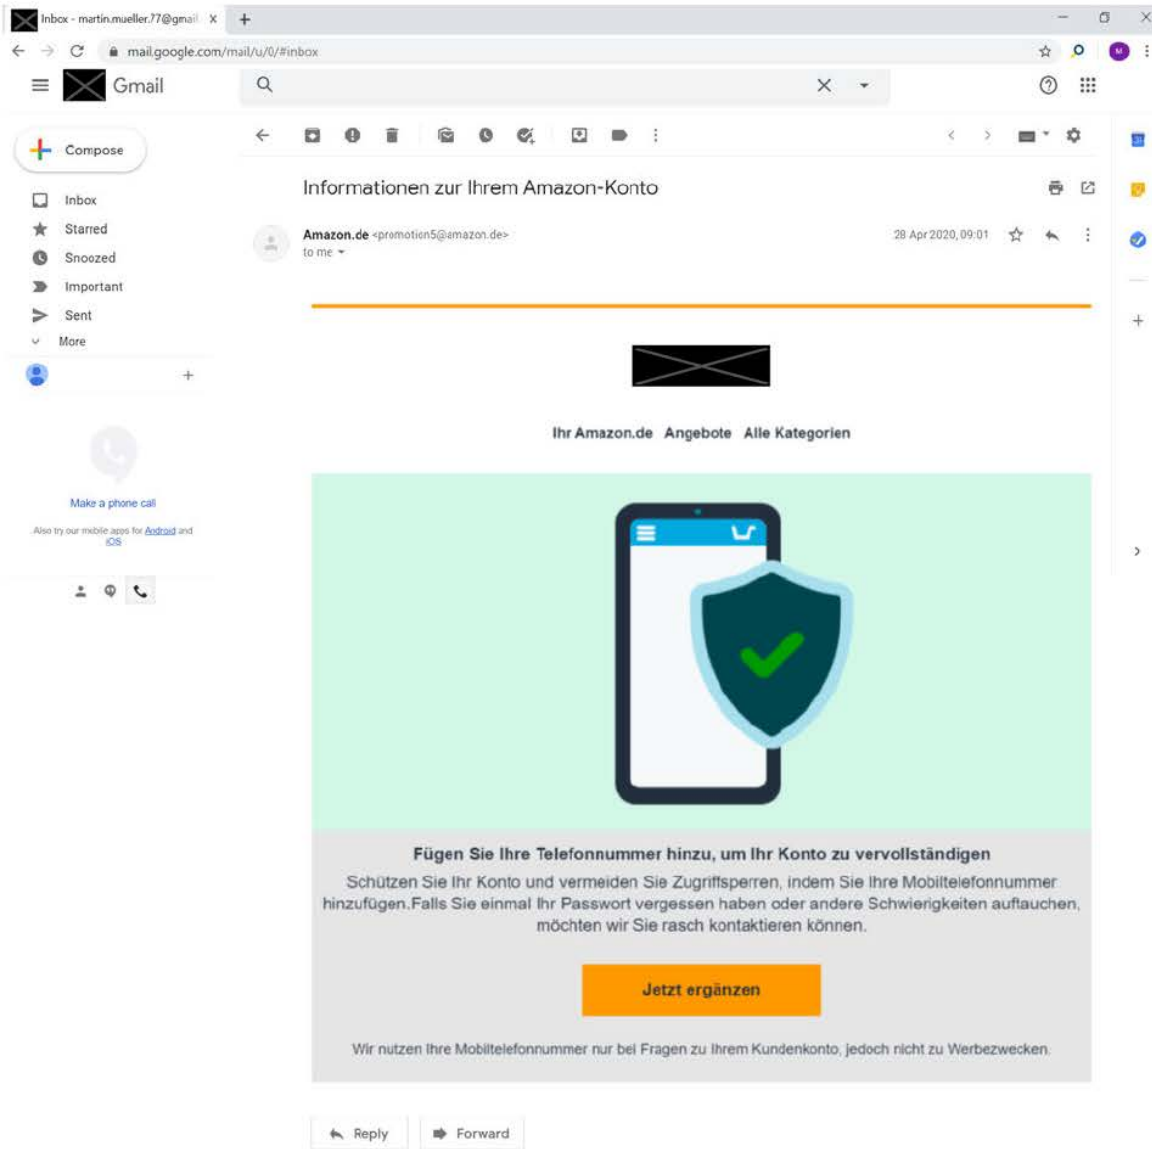 Inbox - martin.mueller.77@gmail X +
mail.google.com/mail/u/0/#inbox
M
Gmail
Compose
Inbox
Starred
Snoozed
Important
Sent
More
Make a phone call
Also try our mobile apps for Android and
iOS
Informationen zur Ihrem Amazon-Konto
Amazon.de <promotion5@amazon.de>
28 Apr 2020, 09:01
to me
Ihr Amazon.de Angebote Alle Kategorien
Fügen Sie Ihre Telefonnummer hinzu, um Ihr Konto zu vervollständigen
Schützen Sie Ihr Konto und vermeiden Sie Zugriffsperren, indem Sie Ihre Mobiltelefonnummer
hinzufügen.Falls Sie einmal Ihr Passwort vergessen haben oder andere Schwierigkeiten auftauchen,
möchten wir Sie rasch kontaktieren können.
Jetzt ergänzen
Wir nutzen Ihre Mobiltelefonnummer nur bei Fragen zu Ihrem Kundenkonto, jedoch nicht zu Werbezwecken.
Reply
Forward